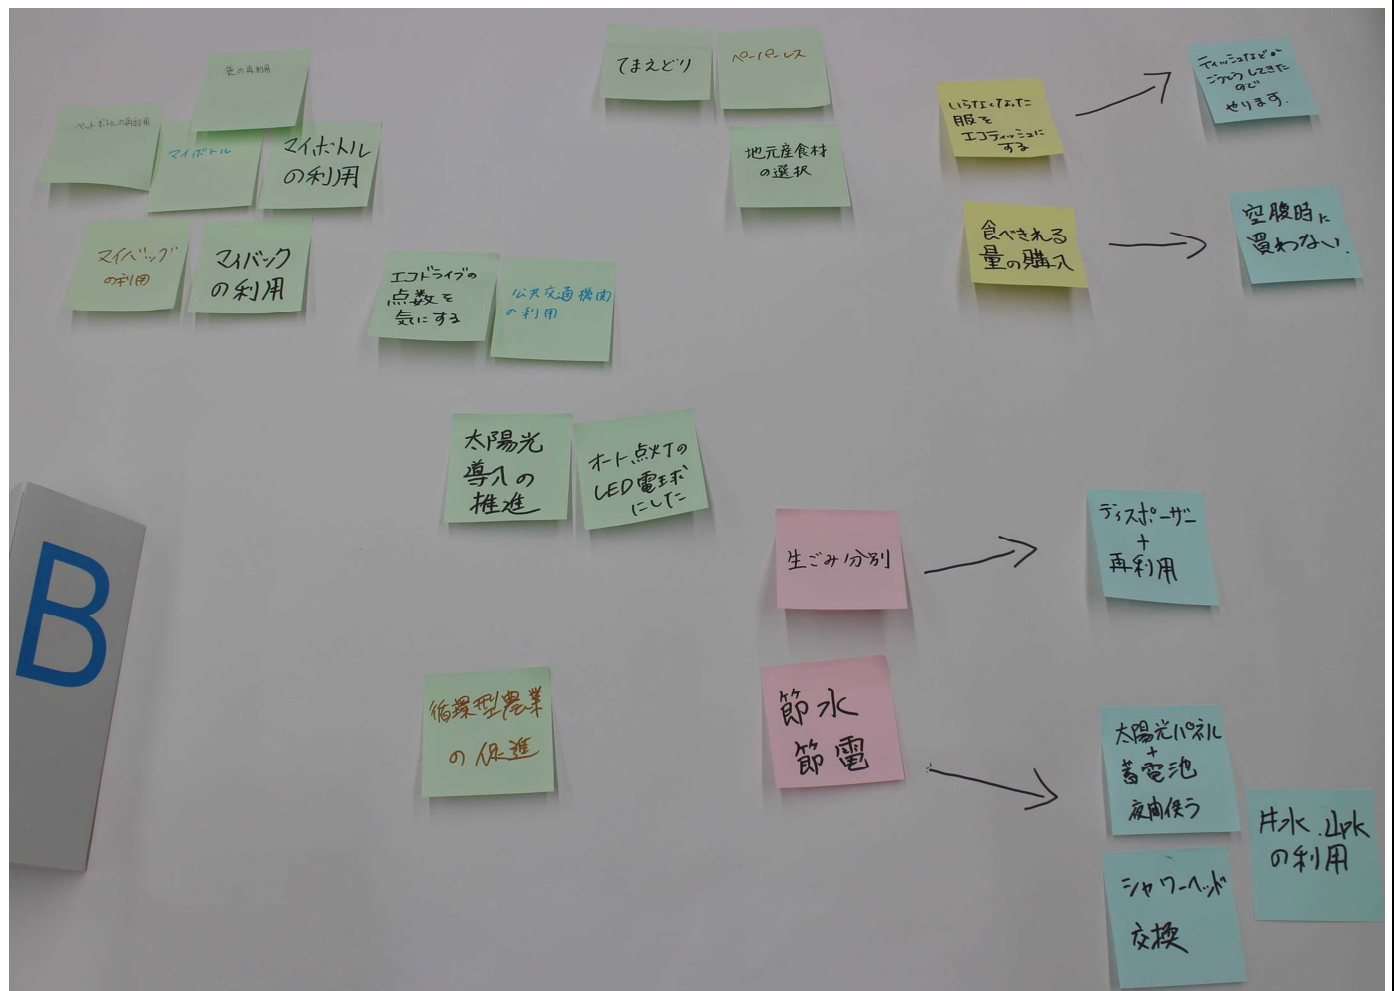 袋の再利用
ペットボトルの再利用
マイボトル
マイボトル
の利用
マイバッグ
の利用
マイバック
の利用
てまえどり
ペーパーレス
地元産食材
の選択
エコドライブの
点数を
気にする
公共交通機関
の利用
太陽光
導入の
推進
オート点灯の
LED電球
にした
循環型農業
の促進
いらなくなった
服を
エコティッシュに
する
ティッシュなどが
こうとうしてきた
ので
やります.
食べきれる
量の購入
空腹時に
買わない.
生ごみ分別
ディスポーザー
+
再利用
節水
節電
太陽光パネル
+
蓄電池
夜間使う
井水.山水
の利用
シャワーヘッド
交換
B